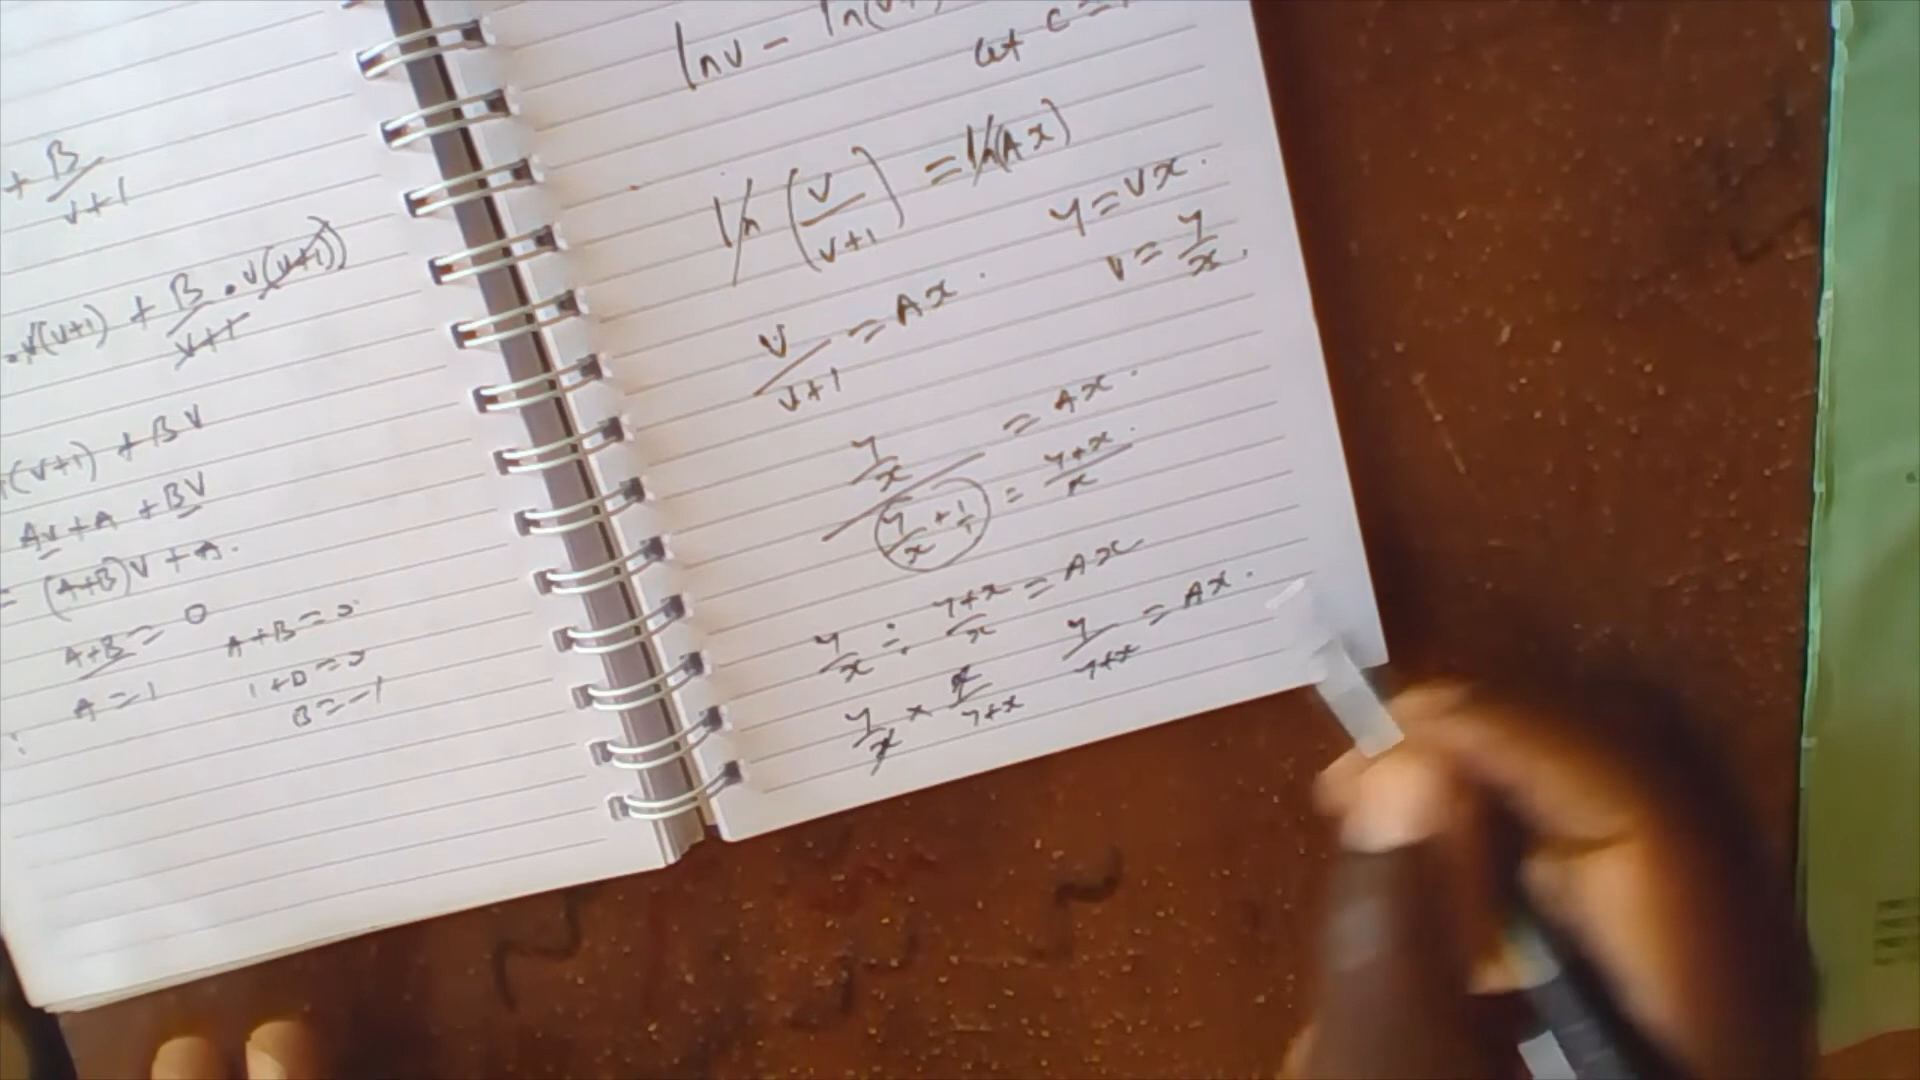 + B/(v+1)
.v(v+1) + B/(v+1) . v(v+1)
(v+1) + BV
Av + A + BV
= (A+B)V + A.
A+B = 0
A = 1
A+B = 0
1+B = 0
B = -1
ln v - ln(v+1)
let c =
ln (v/(v+1)) = ln(Ax)
y = vx.
v = y/x.
v/(v+1) = Ax.
(y/x)/(y/x + 1/1) = Ax.
= (y+x)/x.
y/x ÷ (y+x)/x = Ax
y/x × x/(y+x)
y/(y+x) = Ax.